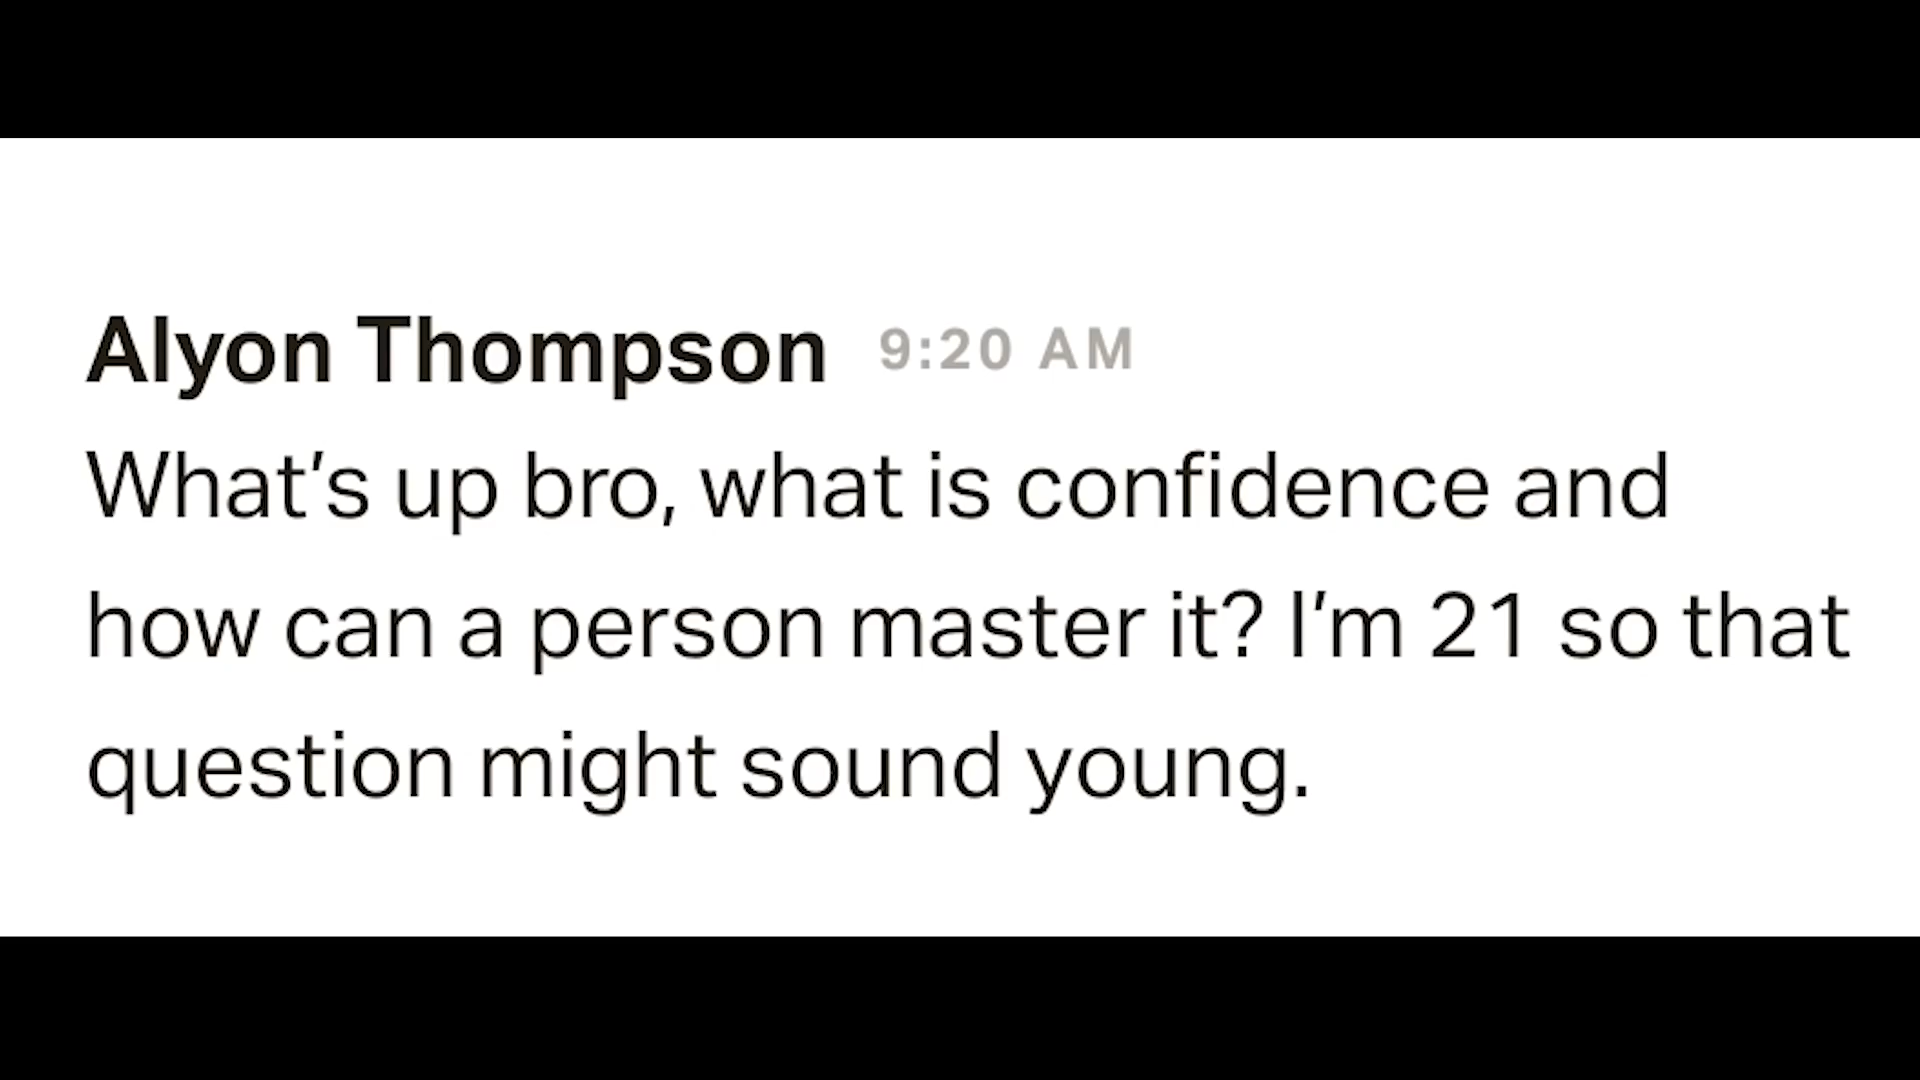 Alyon Thompson 9:20 AM
What’s up bro, what is confidence and
how can a person master it? I’m 21 so that
question might sound young.